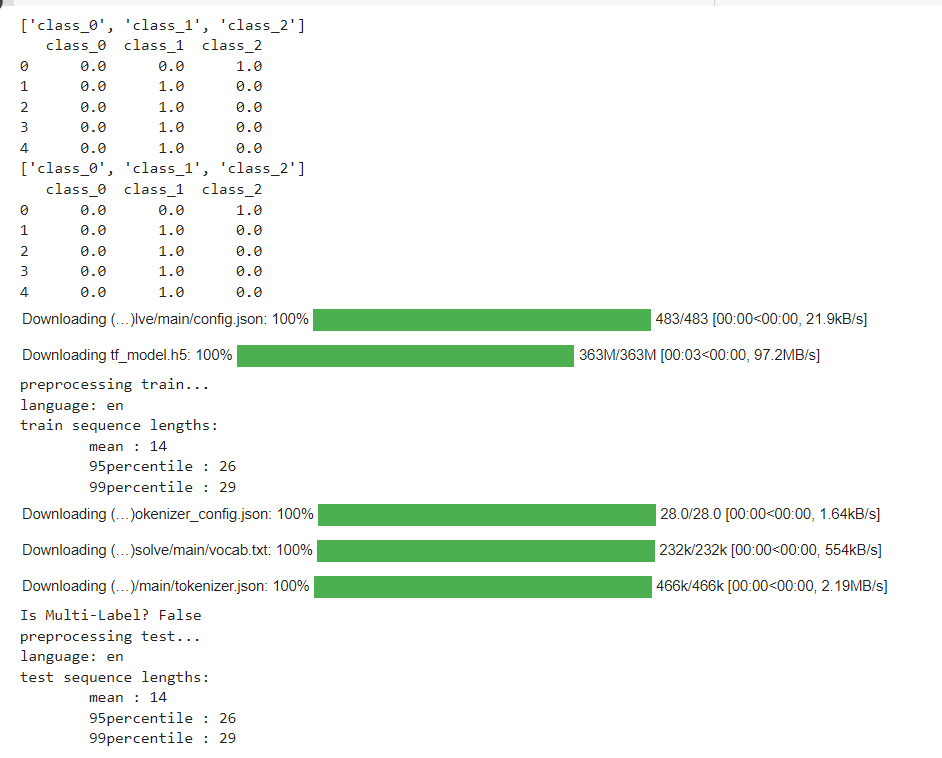 ['class_0', 'class_1', 'class_2']
   class_0  class_1  class_2
0      0.0      0.0      1.0
1      0.0      1.0      0.0
2      0.0      1.0      0.0
3      0.0      1.0      0.0
4      0.0      1.0      0.0
['class_0', 'class_1', 'class_2']
   class_0  class_1  class_2
0      0.0      0.0      1.0
1      0.0      1.0      0.0
2      0.0      1.0      0.0
3      0.0      1.0      0.0
4      0.0      1.0      0.0
Downloading (…)lve/main/config.json: 100% 483/483 [00:00<00:00, 21.9kB/s]
Downloading tf_model.h5: 100% 363M/363M [00:03<00:00, 97.2MB/s]
preprocessing train...
language: en
train sequence lengths:
        mean : 14
        95percentile : 26
        99percentile : 29
Downloading (…)okenizer_config.json: 100% 28.0/28.0 [00:00<00:00, 1.64kB/s]
Downloading (…)solve/main/vocab.txt: 100% 232k/232k [00:00<00:00, 554kB/s]
Downloading (…)/main/tokenizer.json: 100% 466k/466k [00:00<00:00, 2.19MB/s]
Is Multi-Label? False
preprocessing test...
language: en
test sequence lengths:
        mean : 14
        95percentile : 26
        99percentile : 29